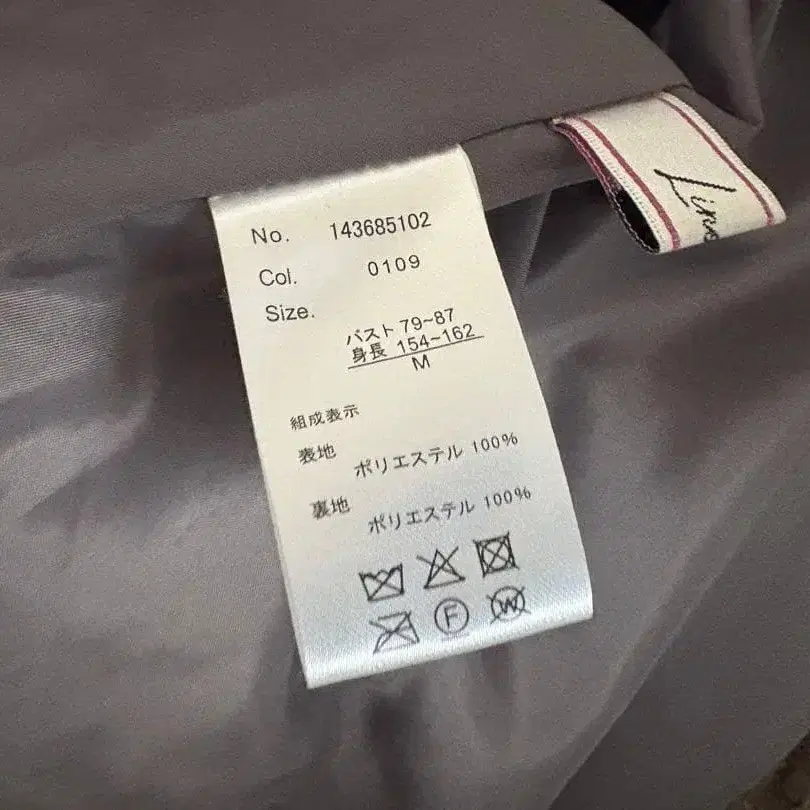 No. 143685102
Col. 0109
Size.
バスト 79~87
身長 154~162
M
組成表示
表地 ポリエステル 100%
裏地 ポリエステル 100%
F
W